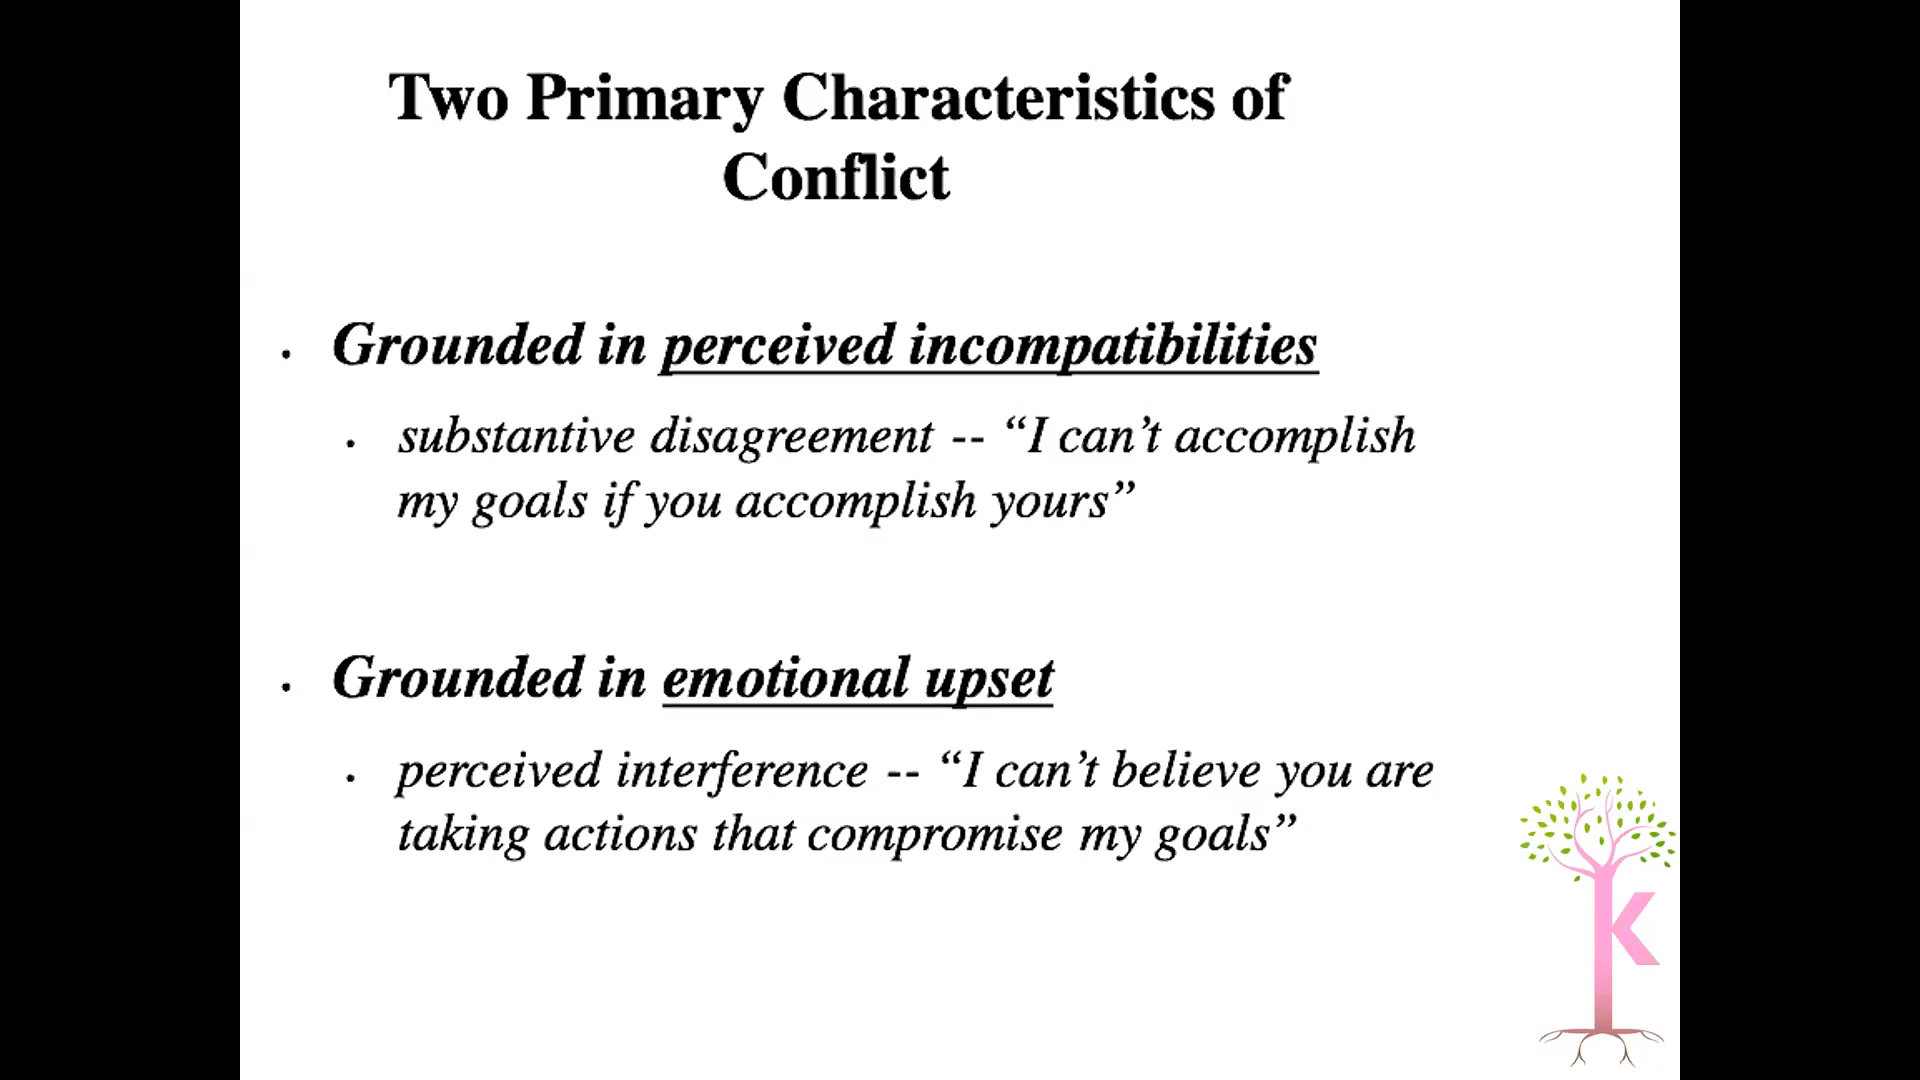 Two Primary Characteristics of
Conflict
• Grounded in perceived incompatibilities
• substantive disagreement -- “I can’t accomplish
my goals if you accomplish yours”
• Grounded in emotional upset
• perceived interference -- “I can’t believe you are
taking actions that compromise my goals”
K